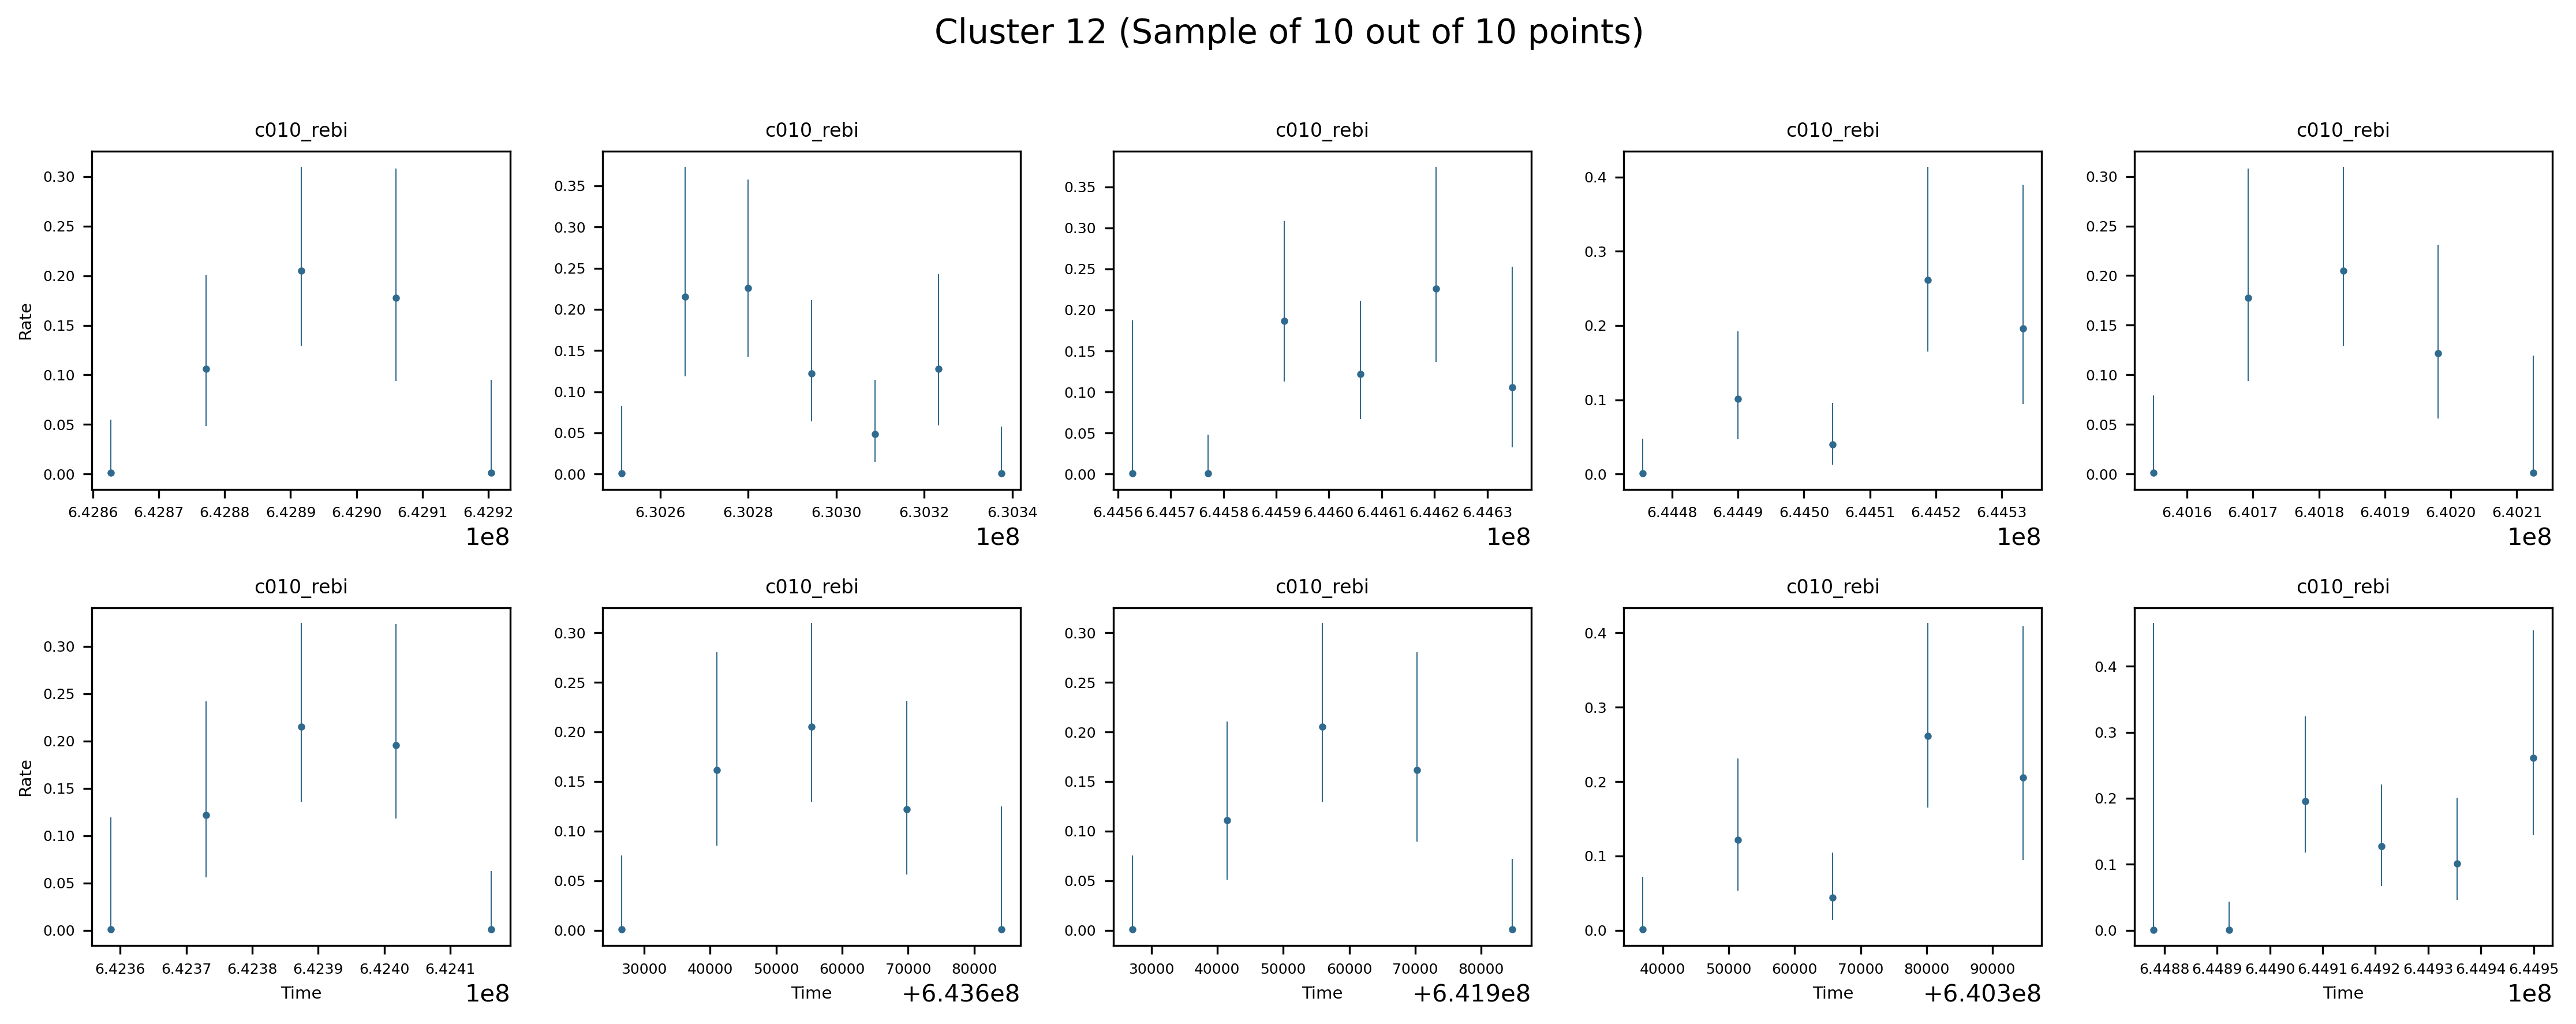 Cluster 12 (Sample of 10 out of 10 points)
c010_rebi c010_rebi c010_rebi c010_rebi c010_rebi
Rate
0.30
0.25
0.20
0.15
0.10
0.05
0.00
6.4286 6.4287 6.4288 6.4289 6.4290 6.4291 6.4292
1e8
0.35
0.30
0.25
0.20
0.15
0.10
0.05
0.00
6.3026 6.3028 6.3030 6.3032 6.3034
1e8
0.35
0.30
0.25
0.20
0.15
0.10
0.05
0.00
6.4456 6.4457 6.4458 6.4459 6.4460 6.4461 6.4462 6.4463
1e8
0.4
0.3
0.2
0.1
0.0
6.4448 6.4449 6.4450 6.4451 6.4452 6.4453
1e8
0.30
0.25
0.20
0.15
0.10
0.05
0.00
6.4016 6.4017 6.4018 6.4019 6.4020 6.4021
1e8
c010_rebi c010_rebi c010_rebi c010_rebi c010_rebi
Rate
0.30
0.25
0.20
0.15
0.10
0.05
0.00
6.4236 6.4237 6.4238 6.4239 6.4240 6.4241
Time 1e8
0.30
0.25
0.20
0.15
0.10
0.05
0.00
30000 40000 50000 60000 70000 80000
Time +6.436e8
0.30
0.25
0.20
0.15
0.10
0.05
0.00
30000 40000 50000 60000 70000 80000
Time +6.419e8
0.4
0.3
0.2
0.1
0.0
40000 50000 60000 70000 80000 90000
Time +6.403e8
0.4
0.3
0.2
0.1
0.0
6.4488 6.4489 6.4490 6.4491 6.4492 6.4493 6.4494 6.4495
Time 1e8